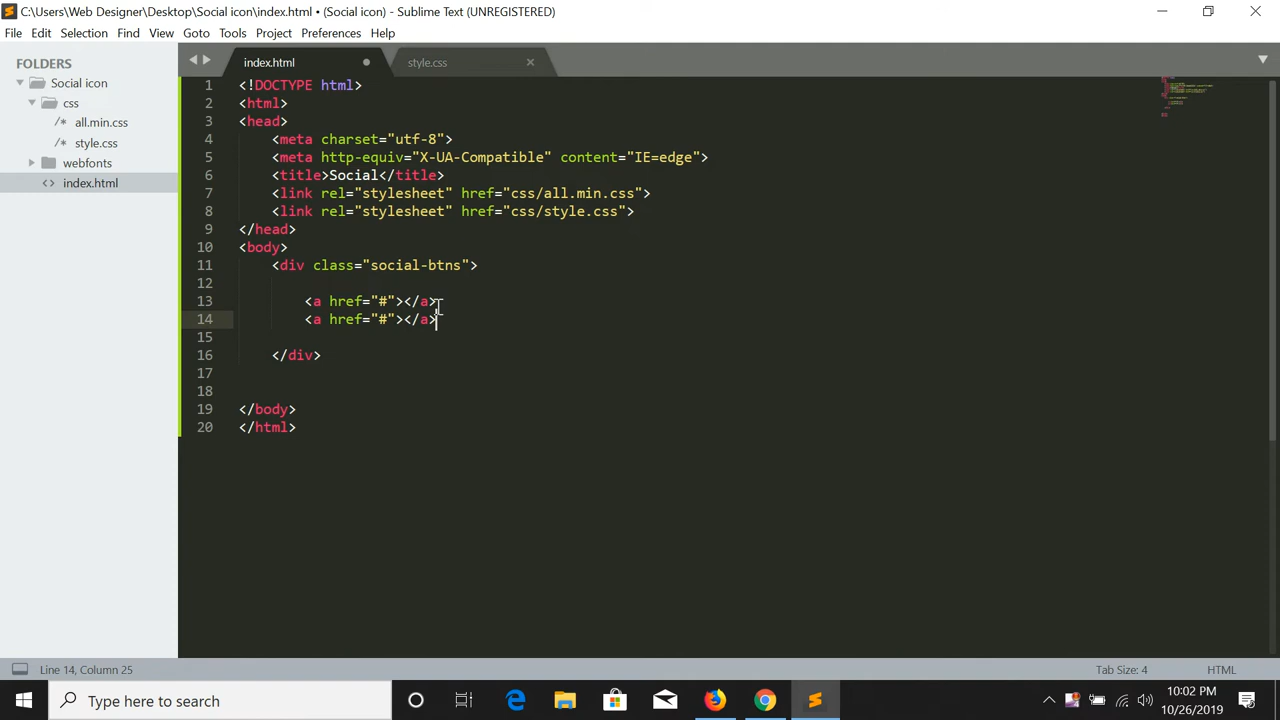 C:\Users\Web Designer\Desktop\Social icon\index.html • (Social icon) - Sublime Text (UNREGISTERED)
File Edit Selection Find View Goto Tools Project Preferences Help
FOLDERS
Social icon
css
/* all.min.css
/* style.css
webfonts
<> index.html
index.html
style.css
1 <!DOCTYPE html>
2 <html>
3 <head>
4 <meta charset="utf-8">
5 <meta http-equiv="X-UA-Compatible" content="IE=edge">
6 <title>Social</title>
7 <link rel="stylesheet" href="css/all.min.css">
8 <link rel="stylesheet" href="css/style.css">
9 </head>
10 <body>
11 <div class="social-btns">
12
13 <a href="#"></a>
14 <a href="#"></a>
15
16 </div>
17
18
19 </body>
20 </html>
Line 14, Column 25
Tab Size: 4
HTML
Type here to search
10:02 PM
10/26/2019